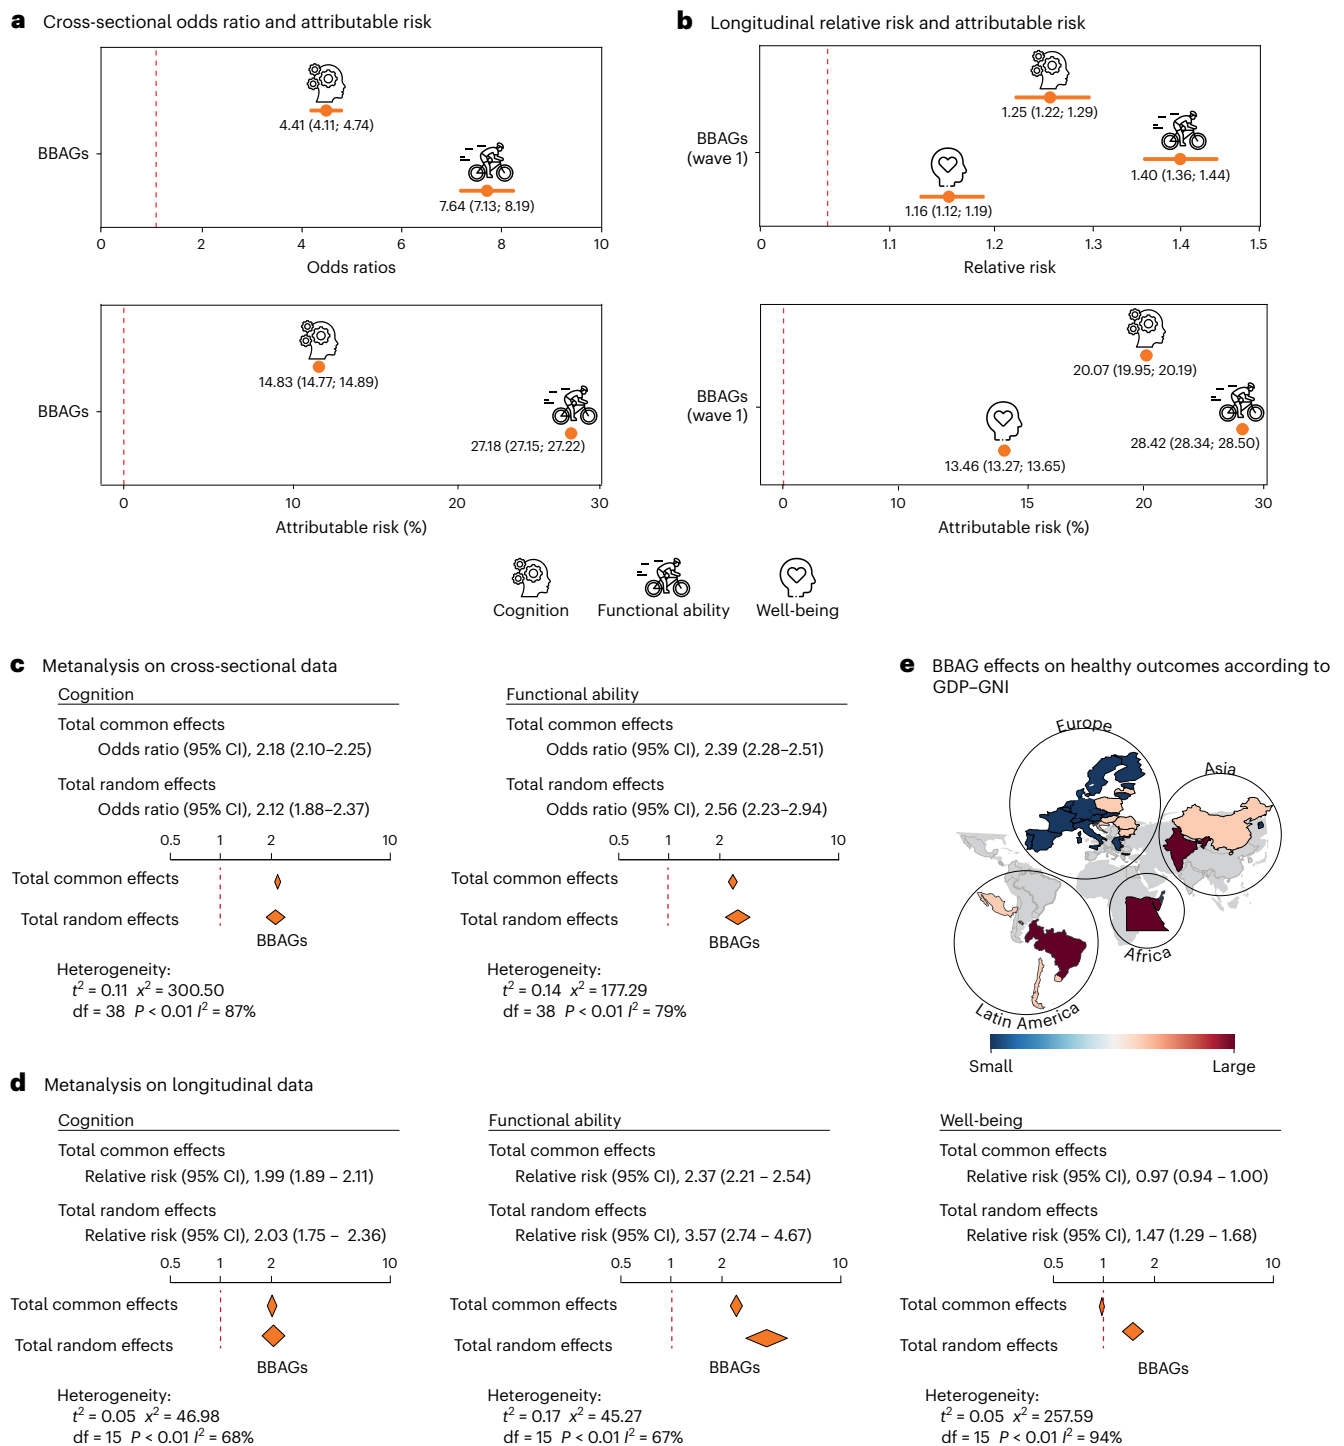 a Cross-sectional odds ratio and attributable risk
BBAGs
4.41 (4.11; 4.74)
7.64 (7.13; 8.19)
0 2 4 6 8 10
Odds ratios
BBAGs
14.83 (14.77; 14.89)
27.18 (27.15; 27.22)
0 10 20 30
Attributable risk (%)
b Longitudinal relative risk and attributable risk
BBAGs
(wave 1)
1.25 (1.22; 1.29)
1.40 (1.36; 1.44)
1.16 (1.12; 1.19)
0 1.1 1.2 1.3 1.4 1.5
Relative risk
BBAGs
(wave 1)
20.07 (19.95; 20.19)
28.42 (28.34; 28.50)
13.46 (13.27; 13.65)
0 10 15 20 30
Attributable risk (%)
Cognition Functional ability Well-being
c Metanalysis on cross-sectional data
Cognition
Total common effects
Odds ratio (95% CI), 2.18 (2.10–2.25)
Total random effects
Odds ratio (95% CI), 2.12 (1.88–2.37)
0.5 1 2 10
Total common effects
Total random effects
BBAGs
Heterogeneity:
t² = 0.11 x² = 300.50
df = 38 P < 0.01 I² = 87%
Functional ability
Total common effects
Odds ratio (95% CI), 2.39 (2.28–2.51)
Total random effects
Odds ratio (95% CI), 2.56 (2.23–2.94)
0.5 1 2 10
Total common effects
Total random effects
BBAGs
Heterogeneity:
t² = 0.14 x² = 177.29
df = 38 P < 0.01 I² = 79%
e BBAG effects on healthy outcomes according to
GDP–GNI
Europe
Asia
Africa
Latin America
Small Large
d Metanalysis on longitudinal data
Cognition
Total common effects
Relative risk (95% CI), 1.99 (1.89 – 2.11)
Total random effects
Relative risk (95% CI), 2.03 (1.75 – 2.36)
0.5 1 2 10
Total common effects
Total random effects
BBAGs
Heterogeneity:
t² = 0.05 x² = 46.98
df = 15 P < 0.01 I² = 68%
Functional ability
Total common effects
Relative risk (95% CI), 2.37 (2.21 – 2.54)
Total random effects
Relative risk (95% CI), 3.57 (2.74 – 4.67)
0.5 1 2 10
Total common effects
Total random effects
BBAGs
Heterogeneity:
t² = 0.17 x² = 45.27
df = 15 P < 0.01 I² = 67%
Well-being
Total common effects
Relative risk (95% CI), 0.97 (0.94 – 1.00)
Total random effects
Relative risk (95% CI), 1.47 (1.29 – 1.68)
0.5 1 2 10
Total common effects
Total random effects
BBAGs
Heterogeneity:
t² = 0.05 x² = 257.59
df = 15 P < 0.01 I² = 94%